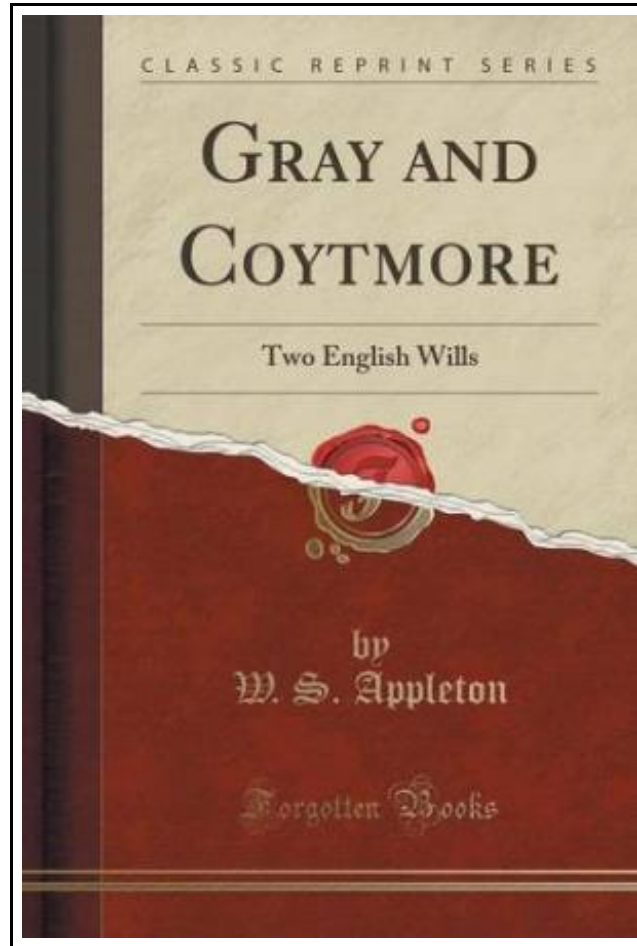 CLASSIC REPRINT SERIES
GRAY AND
COYTMORE
Two English Wills
by
W. S. Appleton
Forgotten Books